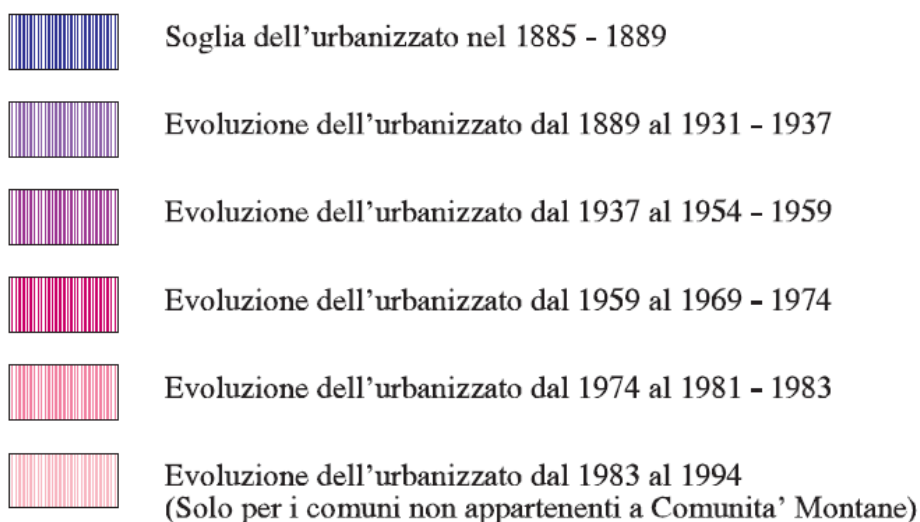 Soglia dell'urbanizzato nel 1885 - 1889
Evoluzione dell'urbanizzato dal 1889 al 1931 - 1937
Evoluzione dell'urbanizzato dal 1937 al 1954 - 1959
Evoluzione dell'urbanizzato dal 1959 al 1969 - 1974
Evoluzione dell'urbanizzato dal 1974 al 1981 - 1983
Evoluzione dell'urbanizzato dal 1983 al 1994
(Solo per i comuni non appartenenti a Comunita' Montane)